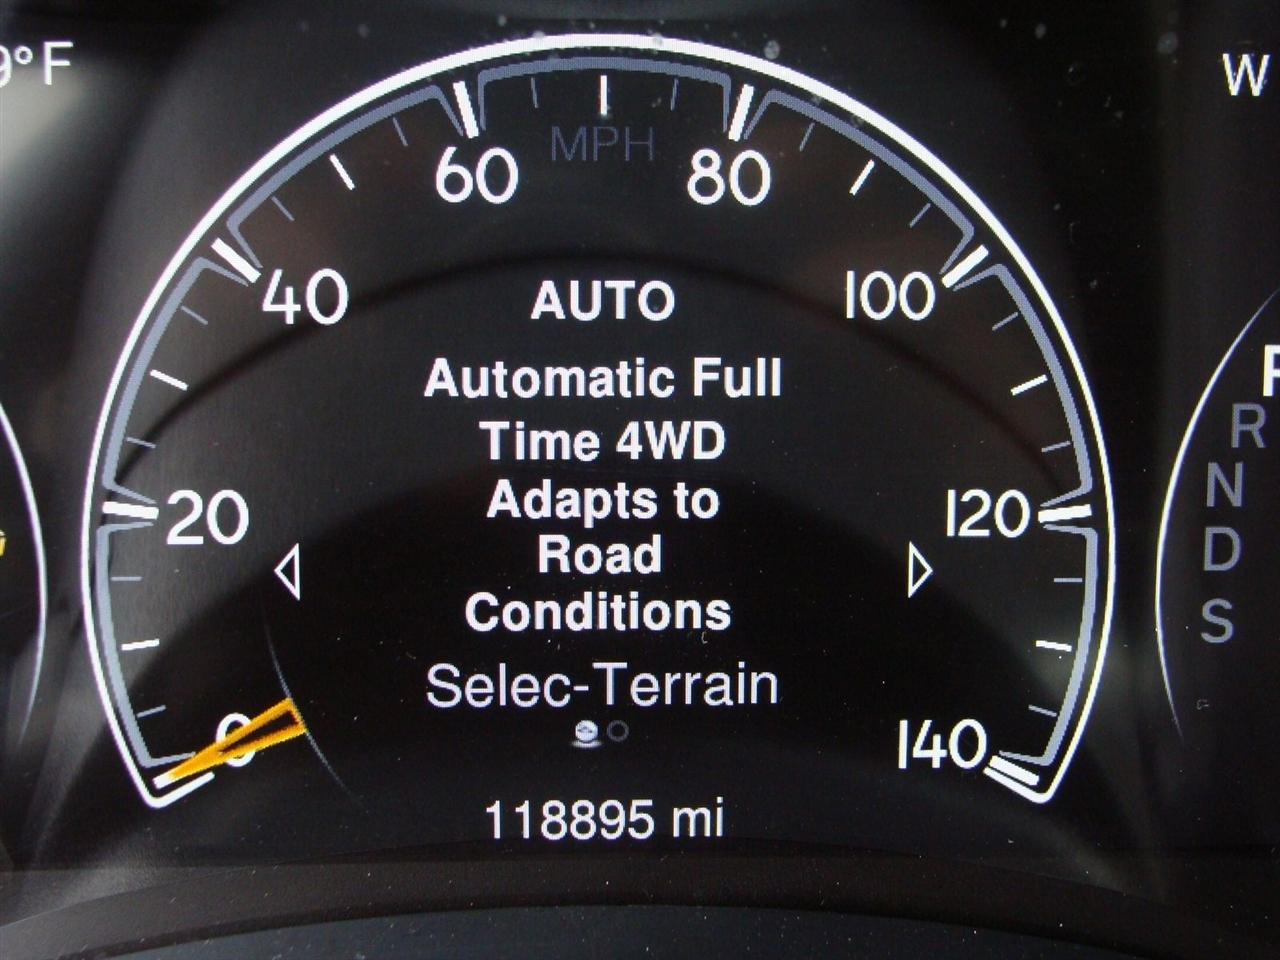 9°F
W
MPH
60
80
40
100
20
120
0
140
AUTO
Automatic Full
Time 4WD
Adapts to
Road
Conditions
Selec-Terrain
118895 mi
P
R
N
D
S